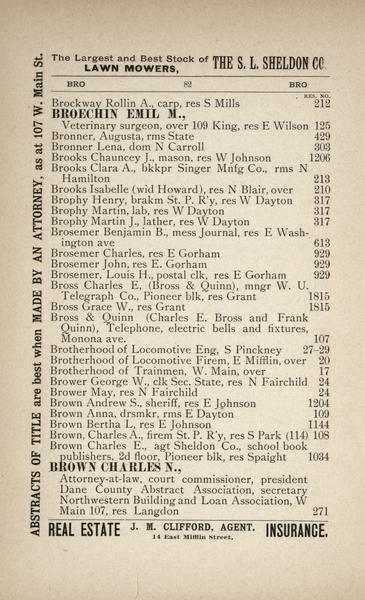 The Largest and Best Stock of
LAWN MOWERS,
THE S. L. SHELDON CO.
BRO 82 BRO
RES. NO.
Brockway Rollin A., carp, res S Mills 212
BROECHIN EMIL M.,
Veterinary surgeon, over 109 King, res E Wilson 125
Bronner, Augusta, rms State 429
Bronner Lena, dom N Carroll 303
Brooks Chauncey J., mason, res W Johnson 1206
Brooks Clara A., bkkpr Singer Mnfg Co., rms N
Hamilton 213
Brooks Isabelle (wid Howard), res N Blair, over 210
Brophy Henry, brakm St. P. R'y, res W Dayton 317
Brophy Martin, lab, res W Dayton 317
Brophy Martin J., lather, res W Dayton 317
Brosemer Benjamin B., mess Journal, res E Wash-
ington ave 613
Brosemer Charles, res E Gorham 929
Brosemer John, res E. Gorham 929
Brosemer, Louis H., postal clk, res E Gorham 929
Bross Charles E, (Bross & Quinn), mngr W. U.
Telegraph Co., Pioneer blk, res Grant 1815
Bross Grace W., res Grant 1815
Bross & Quinn (Charles E. Bross and Frank
Quinn), Telephone, electric bells and fixtures,
Monona ave. 107
Brotherhood of Locomotive Eng, S Pinckney 27-29
Brotherhood of Locomotive Firem, E Mifflin, over 20
Brotherhood of Trainmen, W. Main, over 17
Brower George W., clk Sec. State, res N Fairchild 24
Brower May, res N Fairchild 24
Brown Andrew S., sheriff, res E Johnson 1204
Brown Anna, drsmkr, rms E Dayton 109
Brown Bertha L, res E Johnson 1144
Brown, Charles A., firem St. P. R'y, res S Park (114) 108
Brown Charles E., agt Sheldon Co., school book
publishers, 2d floor, Pioneer blk, res Spaight 1034
BROWN CHARLES N.,
Attorney-at-law, court commissioner, president
Dane County Abstract Association, secretary
Northwestern Building and Loan Association, W
Main 107, res Langdon 271
REAL ESTATE J. M. CLIFFORD, AGENT. INSURANCE.
14 East Mifflin Street,
ABSTRACTS OF TITLE are best when MADE BY AN ATTORNEY, as at 107 W. Main St.